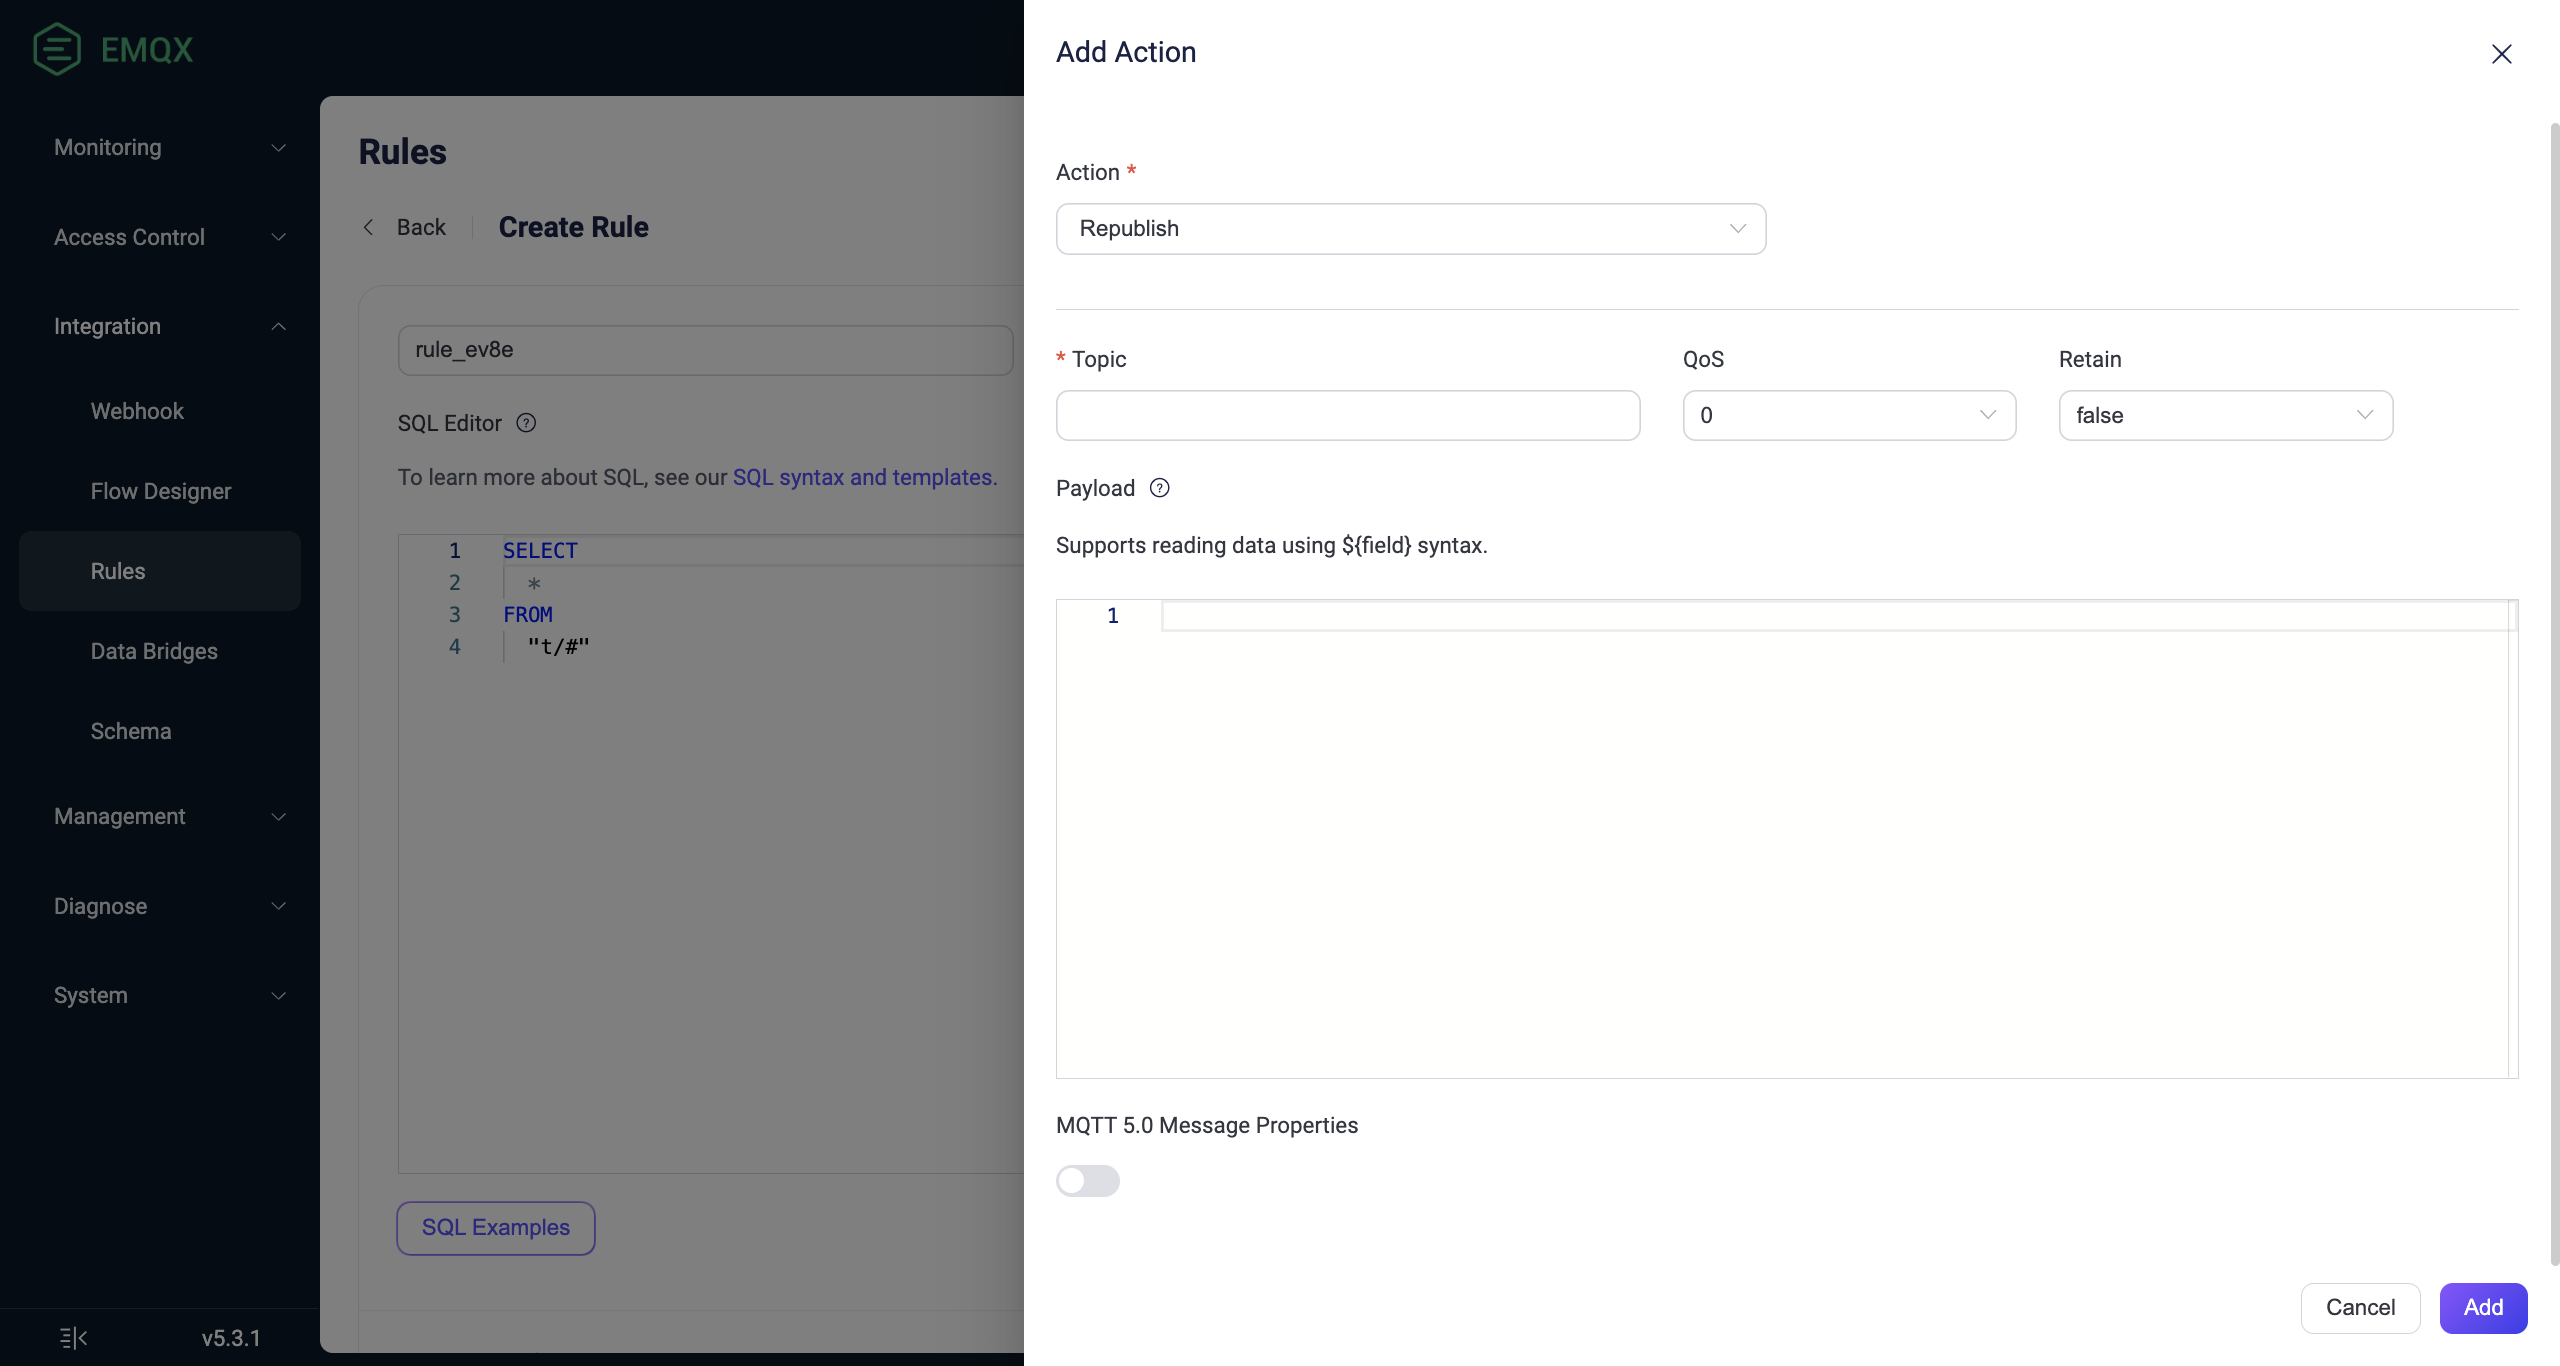 EMQX
Monitoring
Access Control
Integration
Webhook
Flow Designer
Rules
Data Bridges
Schema
Management
Diagnose
System
v5.3.1
Rules
Back
Create Rule
rule_ev8e
SQL Editor
To learn more about SQL, see our SQL syntax and templates.
1 SELECT
2 *
3 FROM
4 "t/#"
SQL Examples
Add Action
Action *
Republish
* Topic
QoS
Retain
0
false
Payload
Supports reading data using ${field} syntax.
1
MQTT 5.0 Message Properties
Cancel
Add